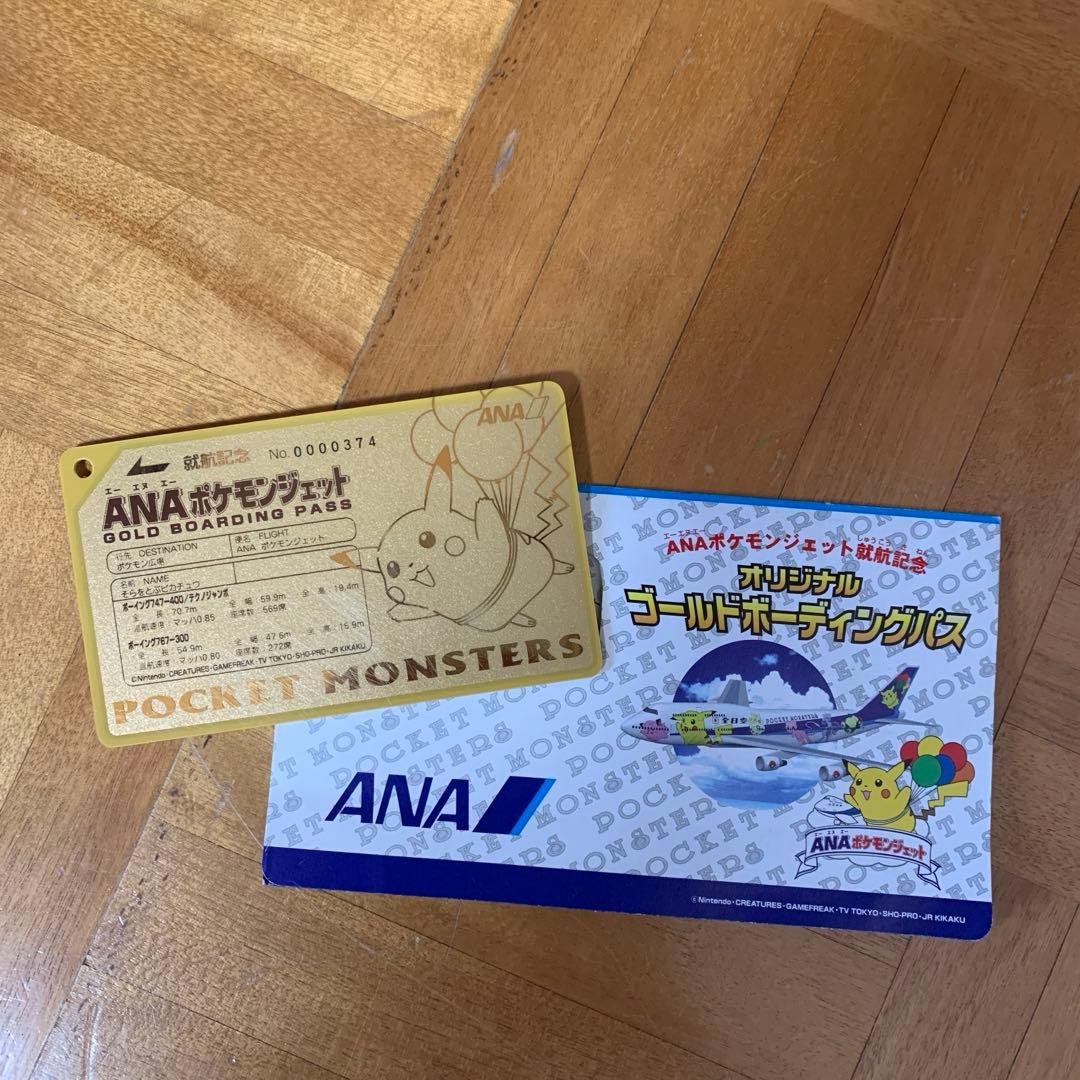 ANA
就航記念 No.0000374
エー エヌ エー
ANAポケモンジェット
GOLD BOARDING PASS
行先 DESTINATION
ポケモン広場
便名 FLIGHT
ANA ポケモンジェット
名前 NAME
そらをとぶピカチュウ
ボーイング747-400/テクノジャンボ
全長:70.7m 全幅:59.9m 全高:19.4m
巡航速度:マッハ0.85 座席数:569席
ボーイング767-300
全長:54.9m 全幅:47.6m 全高:15.9m
巡航速度:マッハ0.80 座席数:272席
©Nintendo・CREATURES・GAMEFREAK・TV TOKYO・SHO-PRO・JR KIKAKU
POCKET MONSTERS
エーエヌエー しゅうこう き ねん
ANAポケモンジェット就航記念
オリジナル
ゴールドボーディングパス
全日空 POCKET MONSTERS
ANA
エー エヌ エー
ANAポケモンジェット
©Nintendo・CREATURES・GAMEFREAK・TV TOKYO・SHO-PRO・JR KIKAKU
POCKET MONSTERS